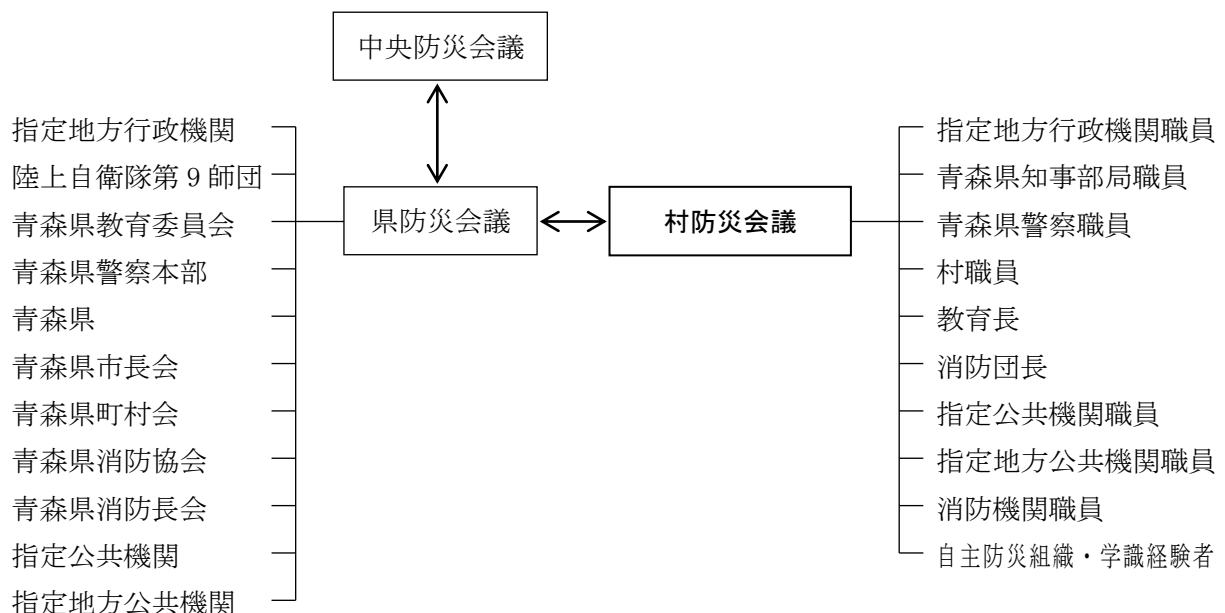 中央防災会議
県防災会議
村防災会議
指定地方行政機関
陸上自衛隊第９師団
青森県教育委員会
青森県警察本部
青森県
青森県市長会
青森県町村会
青森県消防協会
青森県消防長会
指定公共機関
指定地方公共機関
指定地方行政機関職員
青森県知事部局職員
青森県警察職員
村職員
教育長
消防団長
指定公共機関職員
指定地方公共機関職員
消防機関職員
自主防災組織・学識経験者